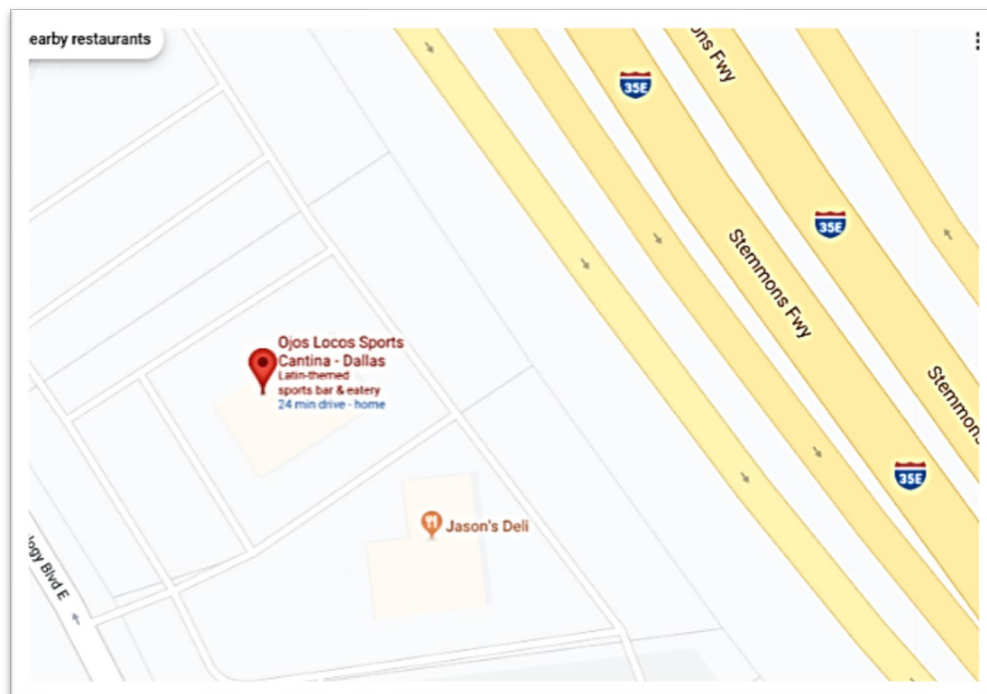 earby restaurants
ons Fwy
35E
35E
Stemmons Fwy
Ojos Locos Sports
Cantina - Dallas
Latin-themed
sports bar & eatery
24 min drive - home
Stemmons
35E
Jason's Deli
logy Blvd E